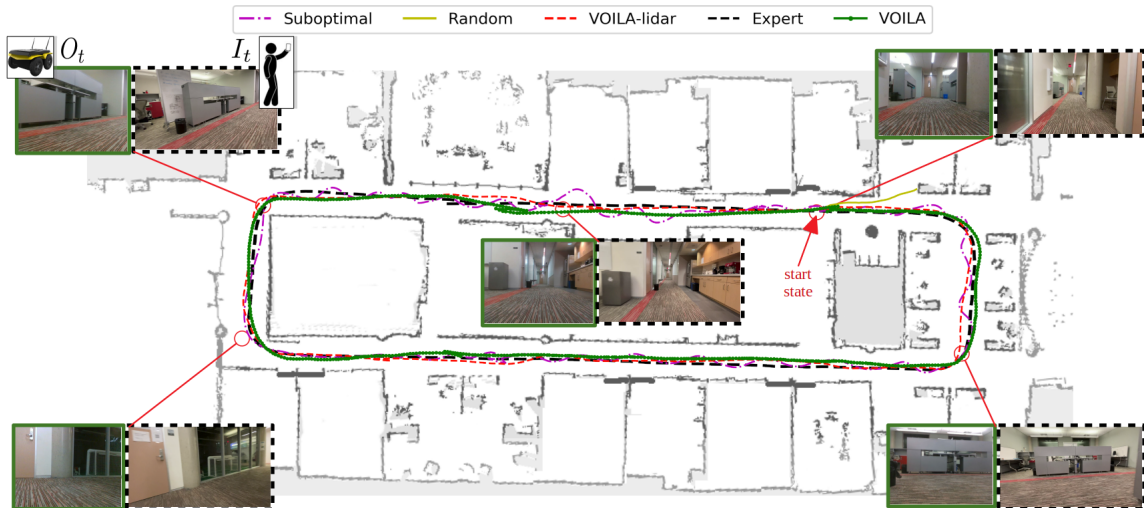 Suboptimal Random VOILA-lidar Expert VOILA
O_t I_t
start
state